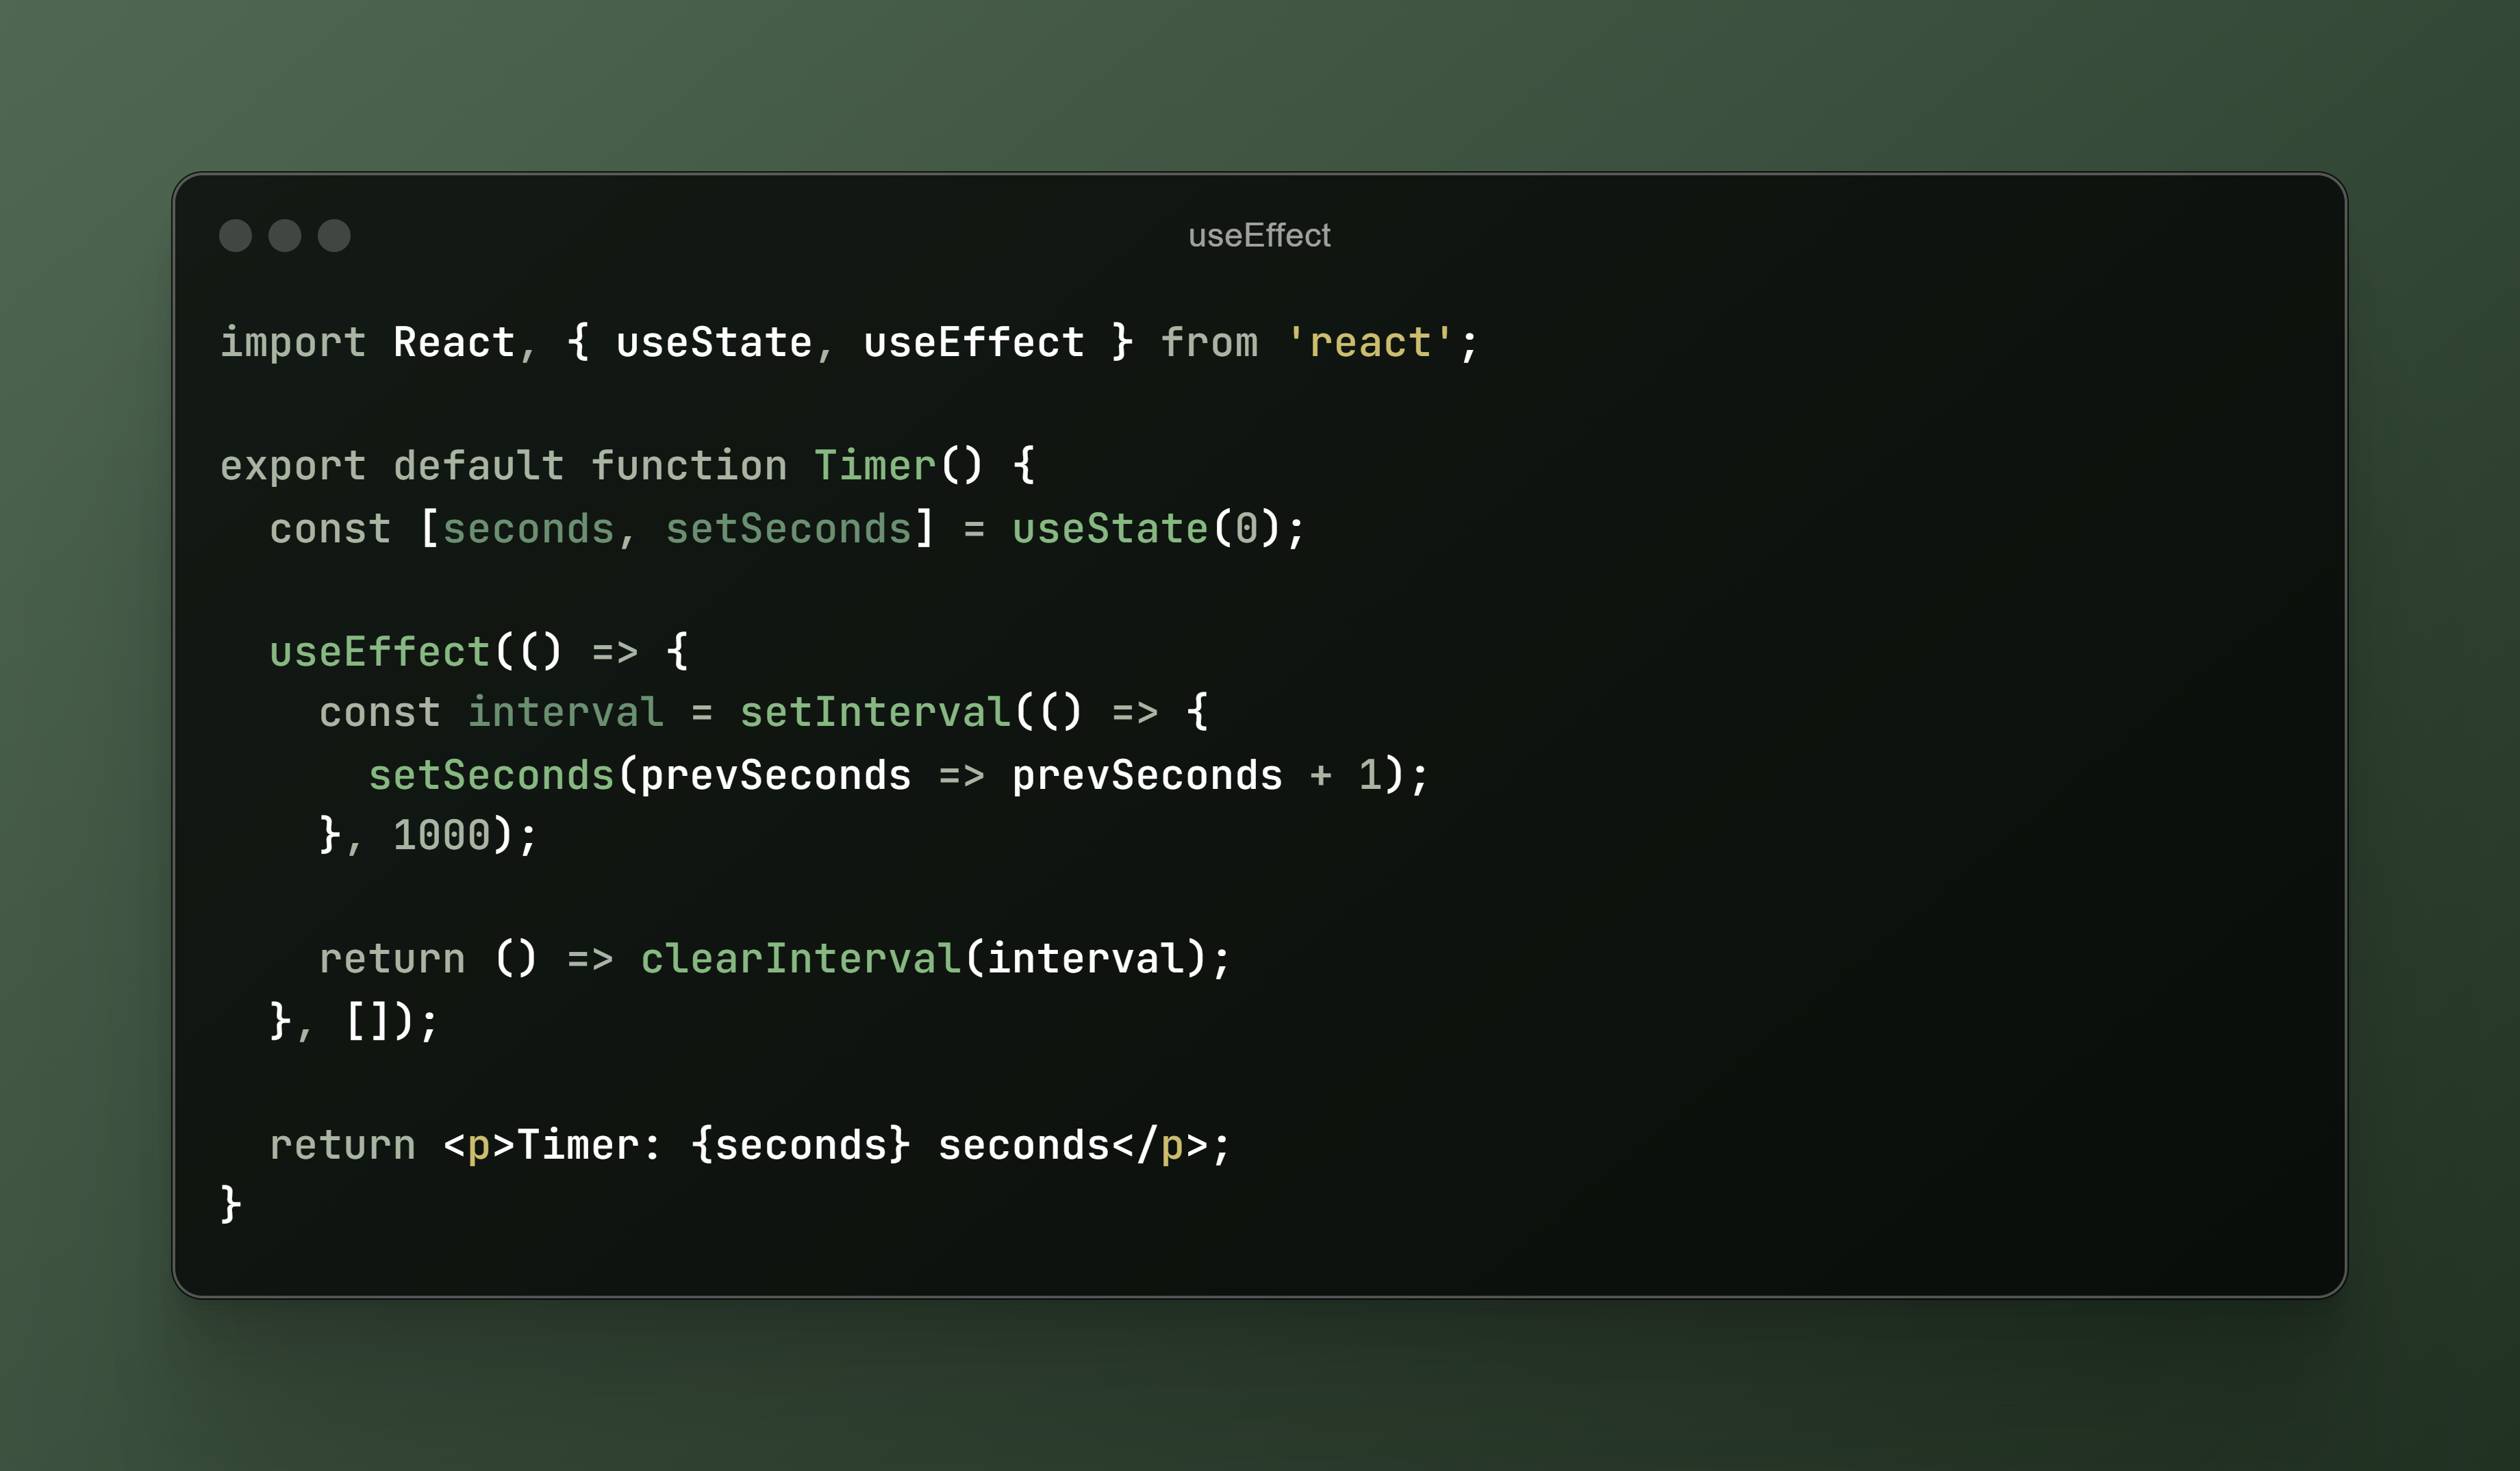 useEffect
import React, { useState, useEffect } from 'react';
export default function Timer() {
  const [seconds, setSeconds] = useState(0);
  useEffect(() => {
    const interval = setInterval(() => {
      setSeconds(prevSeconds => prevSeconds + 1);
    }, 1000);
    return () => clearInterval(interval);
  }, []);
  return <p>Timer: {seconds} seconds</p>;
}